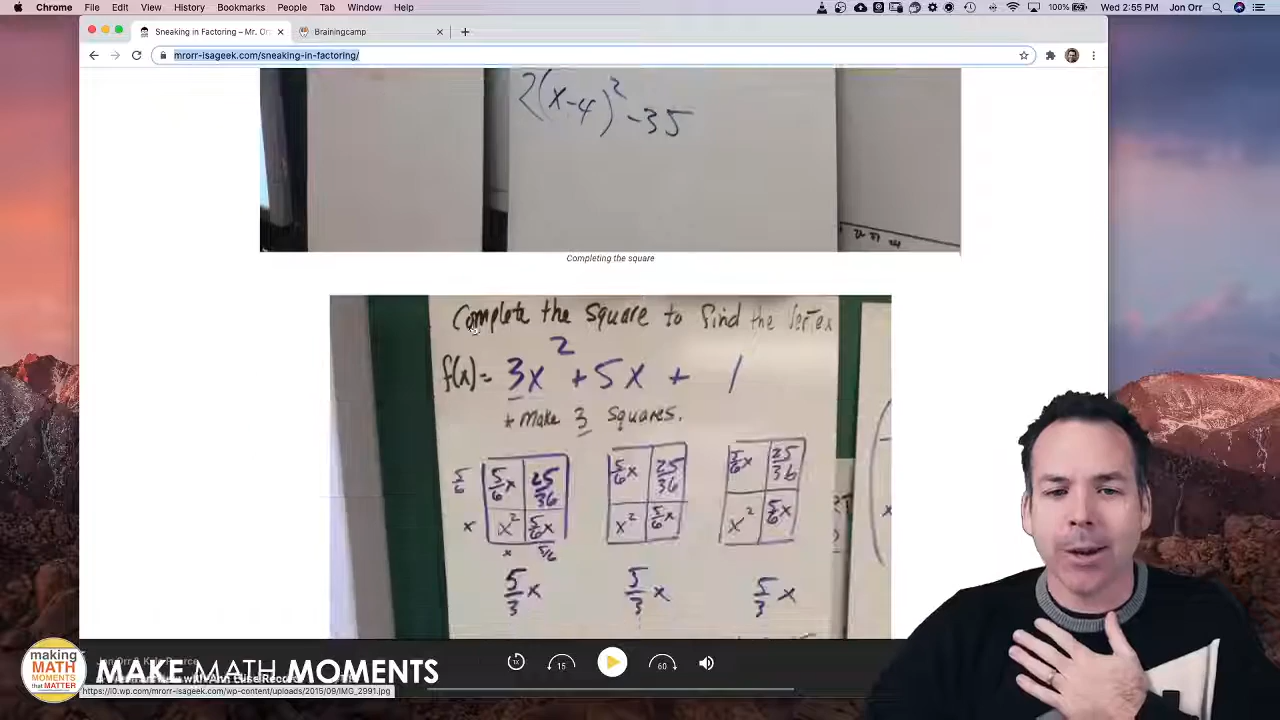 Chrome File Edit View History Bookmarks People Tab Window Help
100% Wed 2:55 PM Jon Orr
Sneaking in Factoring – Mr. Or
Brainingcamp
mrorr-isageek.com/sneaking-in-factoring/
2(x-4)² -35
Completing the square
Complete the Square to find the Vertex
f(x)= 3x² + 5x + 1
* Make 3 squares.
5/6 5/6x 25/36 5/6x 25/36 5/6x 25/36
x x² 5/6x x² 5/6x x² 5/6x
x 5/6
5/3 x 5/3 x 5/3 x
making MATH MOMENTS that MATTER
MAKE MATH MOMENTS
1x 15 60
https://i0.wp.com/mrorr-isageek.com/wp-content/uploads/2015/09/IMG_2991.jpg